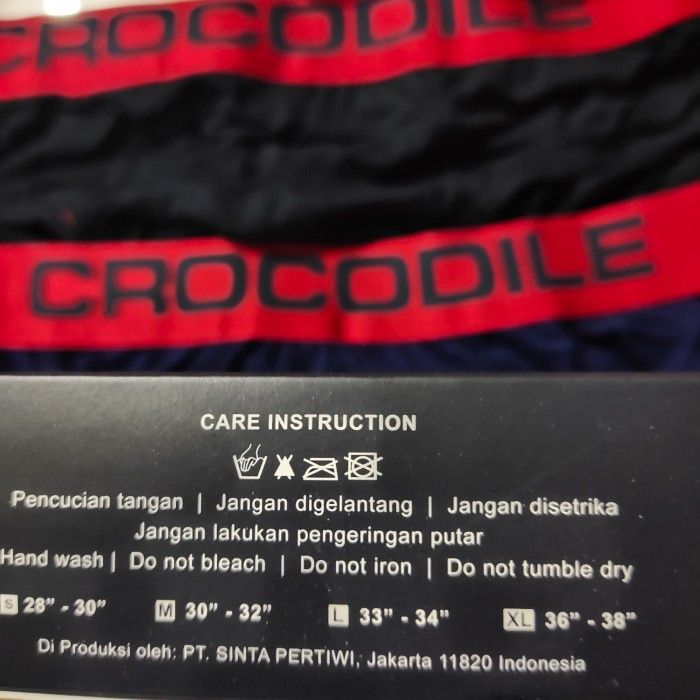 CROCODILE
CROCODILE
CARE INSTRUCTION
Pencucian tangan | Jangan digelantang | Jangan disetrika
Jangan lakukan pengeringan putar
Hand wash | Do not bleach | Do not iron | Do not tumble dry
S 28" - 30" M 30" - 32" L 33" - 34" XL 36" - 38"
Di Produksi oleh: PT. SINTA PERTIWI, Jakarta 11820 Indonesia